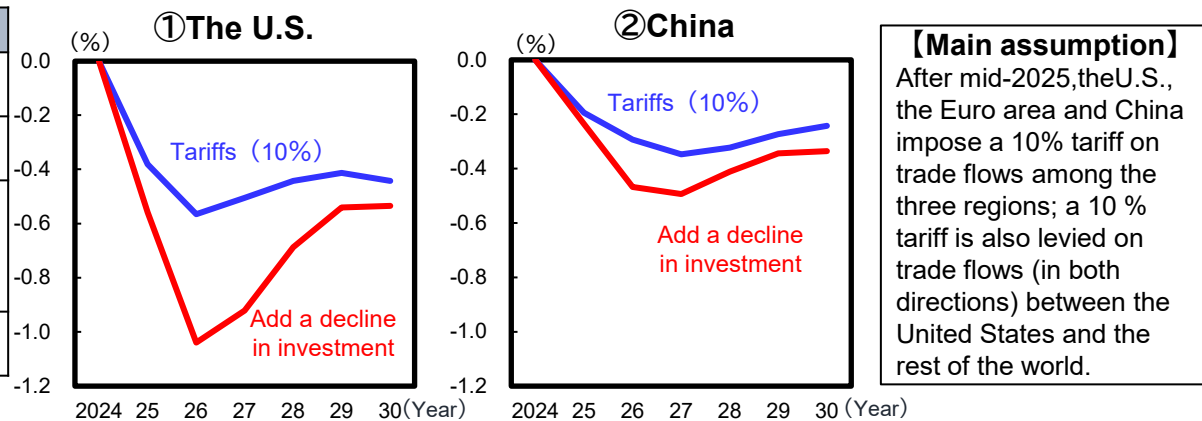 ①The U.S.
(%)
0.0
-0.2
-0.4
-0.6
-0.8
-1.0
-1.2
Tariffs（10%）
Add a decline
in investment
2024 25 26 27 28 29 30(Year)
②China
(%)
0.0
-0.2
-0.4
-0.6
-0.8
-1.0
-1.2
Tariffs（10%）
Add a decline
in investment
2024 25 26 27 28 29 30（Year）
【Main assumption】
After mid-2025,theU.S.,
the Euro area and China
impose a 10% tariff on
trade flows among the
three regions; a 10 %
tariff is also levied on
trade flows (in both
directions) between the
United States and the
rest of the world.